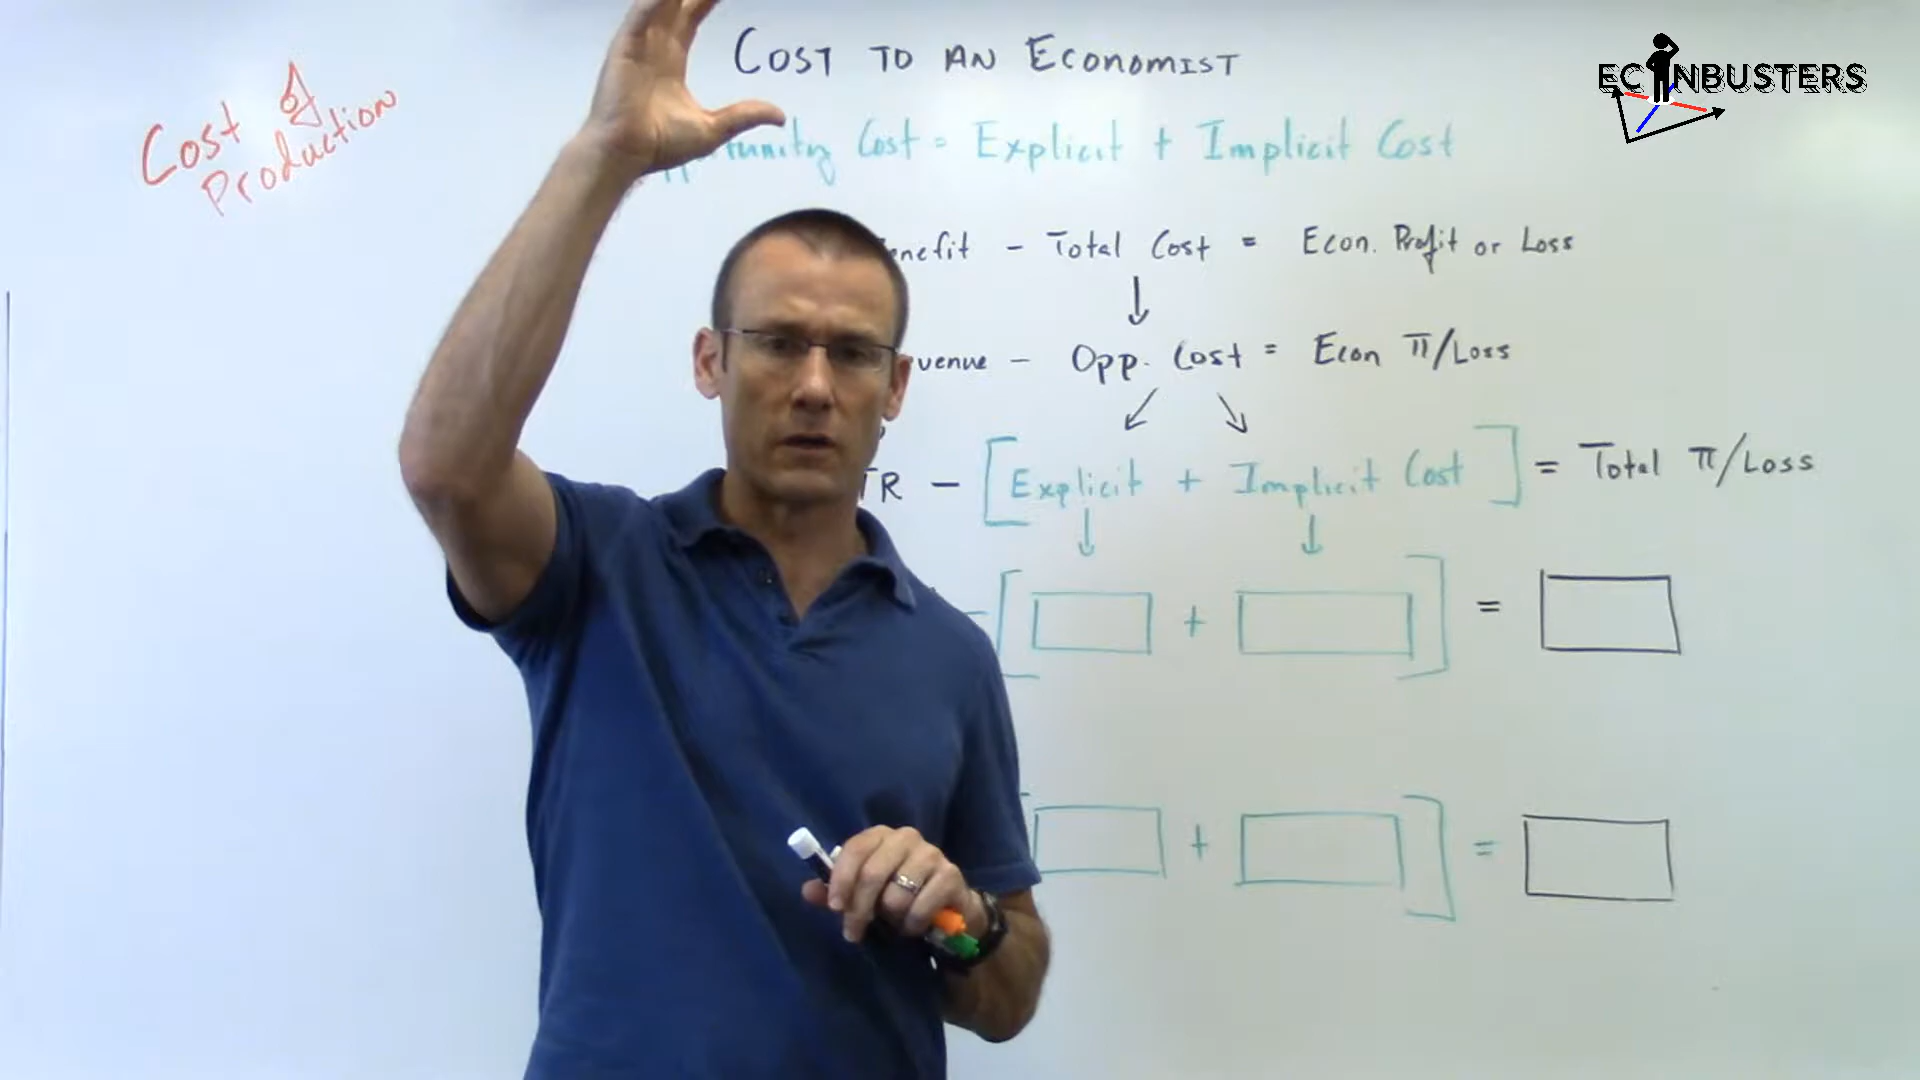 COST TO AN ECONOMIST
ECONBUSTERS
Cost of
Production
Cost = Explicit + Implicit Cost
- Total Cost = Econ. Profit or Loss
- Opp. Cost = Econ π/Loss
TR - [Explicit + Implicit Cost] = Total π/Loss
+ =
+ =